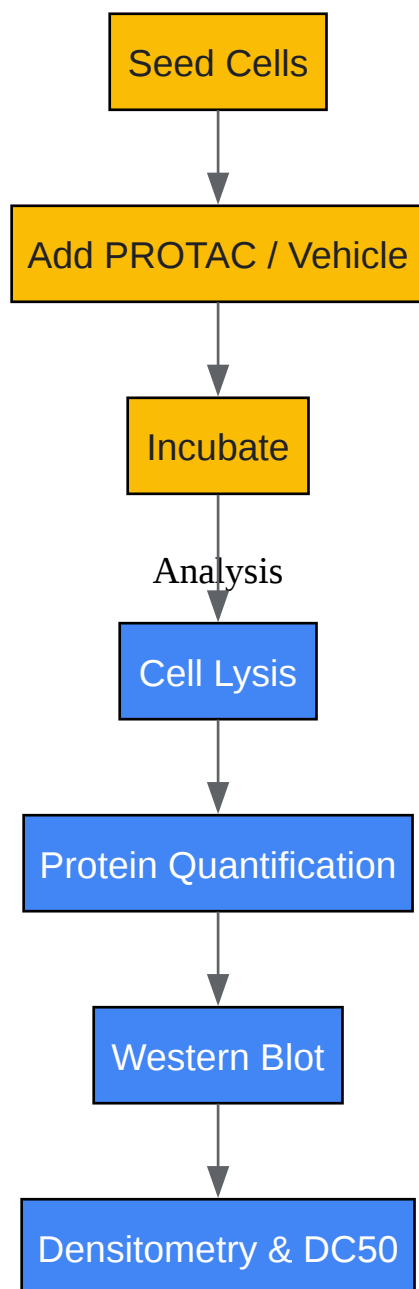 Seed Cells
Add PROTAC / Vehicle
Incubate
Analysis
Cell Lysis
Protein Quantification
Western Blot
Densitometry & DC50